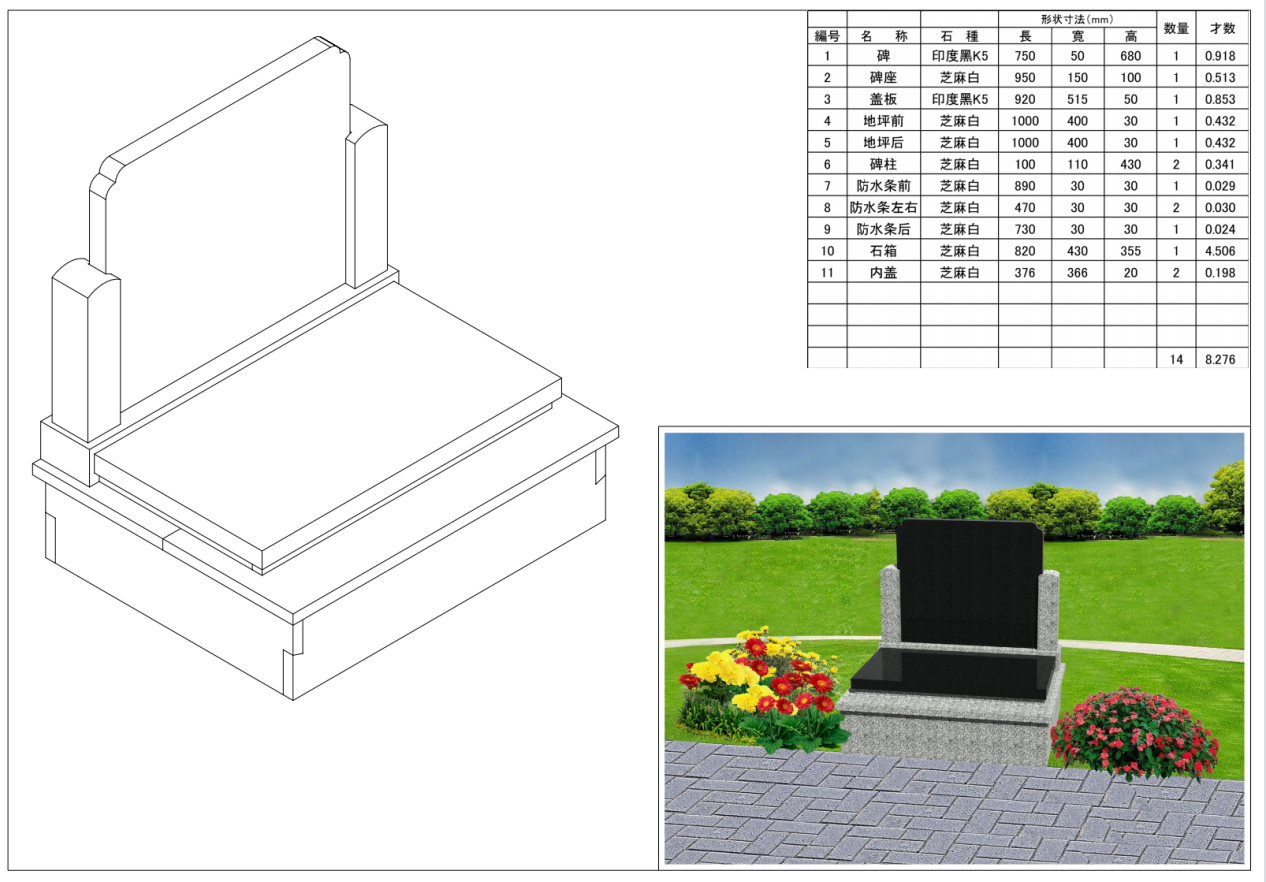 形状寸法(mm) 数量 才数
編号 名 称 石 種 長 寛 高
1 碑 印度黑K5 750 50 680 1 0.918
2 碑座 芝麻白 950 150 100 1 0.513
3 盖板 印度黑K5 920 515 50 1 0.853
4 地坪前 芝麻白 1000 400 30 1 0.432
5 地坪后 芝麻白 1000 400 30 1 0.432
6 碑柱 芝麻白 100 110 430 2 0.341
7 防水条前 芝麻白 890 30 30 1 0.029
8 防水条左右 芝麻白 470 30 30 2 0.030
9 防水条后 芝麻白 730 30 30 1 0.024
10 石箱 芝麻白 820 430 355 1 4.506
11 内盖 芝麻白 376 366 20 2 0.198
14 8.276